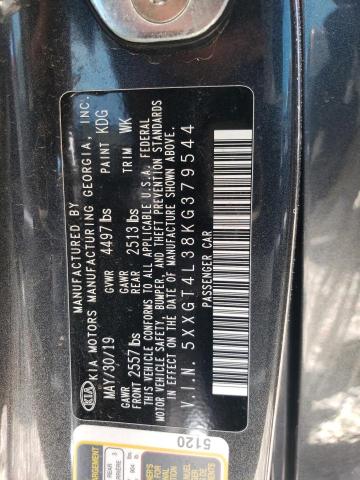 KIA
MANUFACTURED BY
KIA MOTORS MANUFACTURING GEORGIA, INC.
MAY/30/19 GVWR 4497lbs PAINT KDG
GAWR FRONT 2557lbs GAWR REAR 2513lbs TRIM WK
THIS VEHICLE CONFORMS TO ALL APPLICABLE U.S.A. FEDERAL
MOTOR VEHICLE SAFETY, BUMPER, AND THEFT PREVENTION STANDARDS
IN EFFECT ON THE DATE OF MANUFACTURE SHOWN ABOVE.
V.I.N. 5XXGT4L38KG379544
PASSENGER CAR
5120
REAR 3